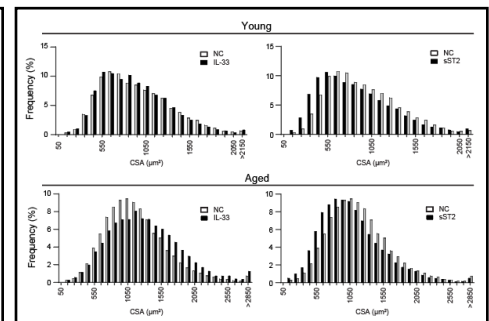 Young
15
10
5
0
Frequency (%)
NC
IL-33
50
550
1050
1550
2050
>2150
CSA (µm²)
15
10
5
0
NC
sST2
50
550
1050
1550
2050
>2150
CSA (µm²)
Aged
10
8
6
4
2
0
Frequency (%)
NC
IL-33
50
550
1050
1550
2050
2550
>2850
CSA (µm²)
10
8
6
4
2
0
NC
sST2
50
550
1050
1550
2050
2550
>2850
CSA (µm²)